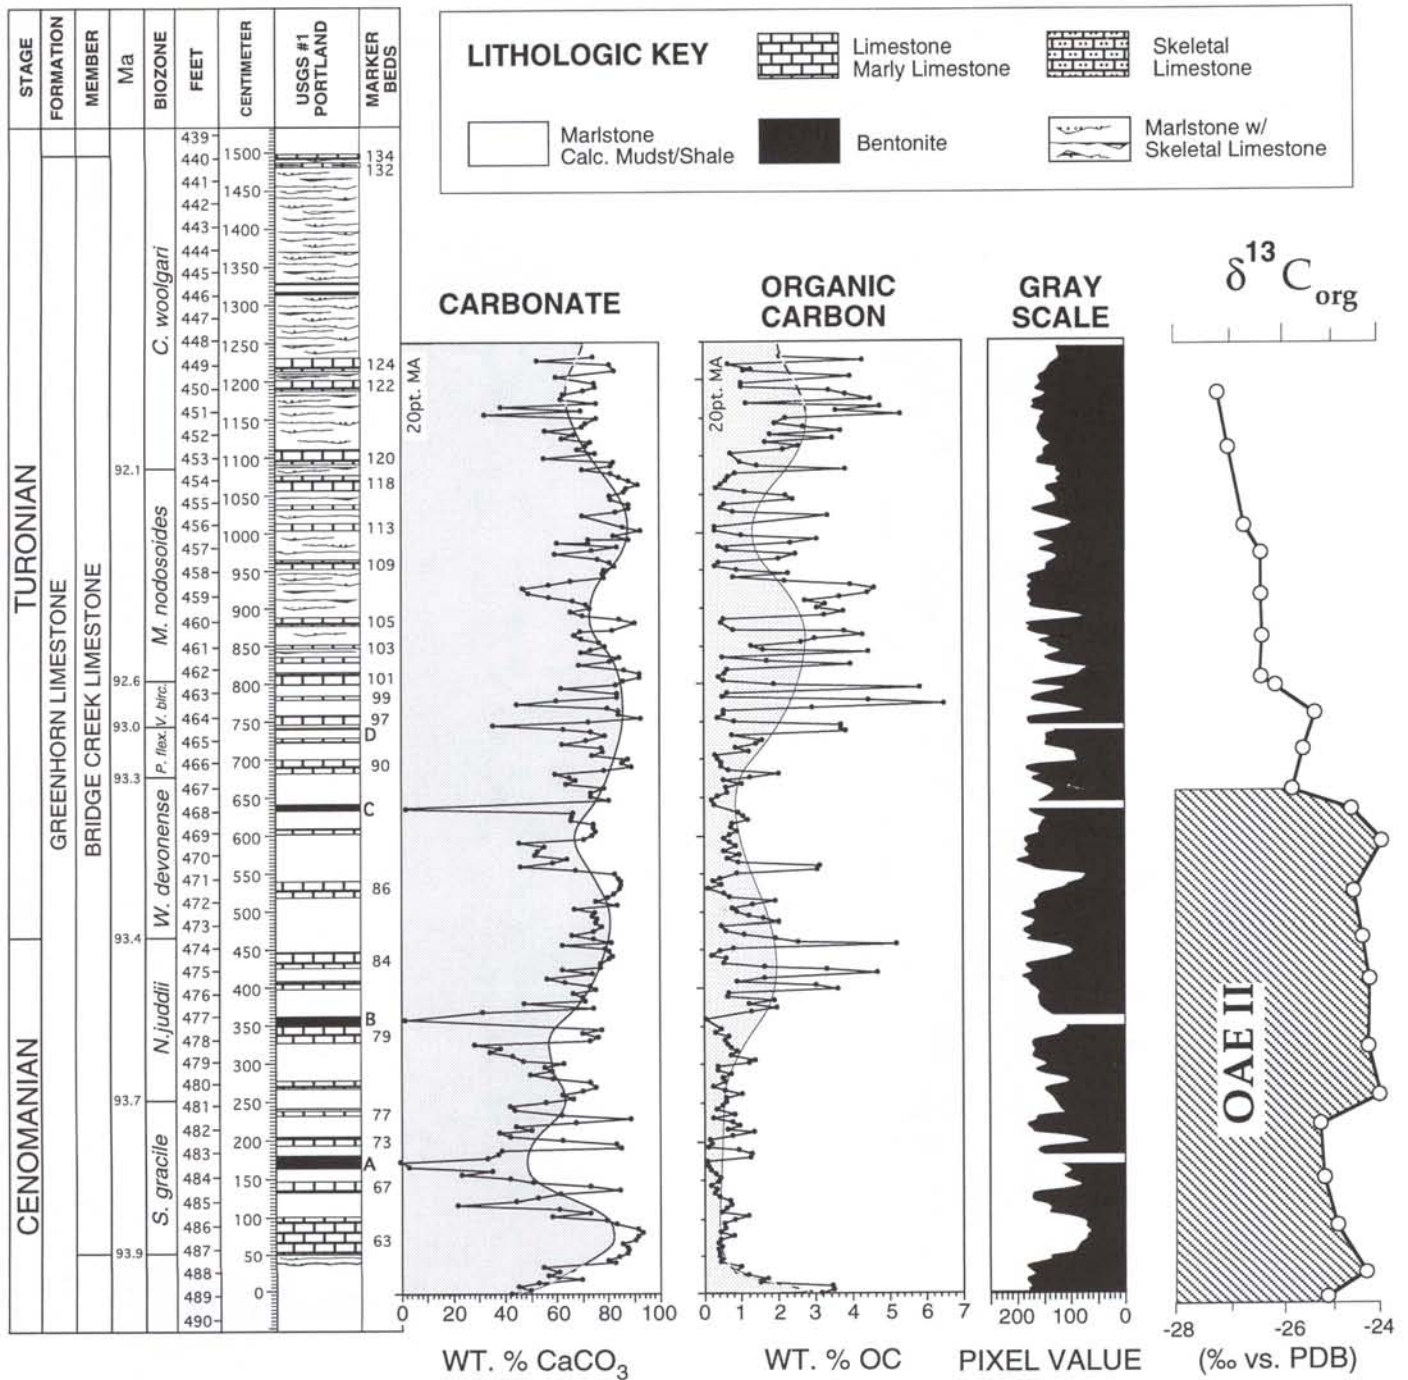 STAGE
FORMATION
MEMBER
Ma
BIOZONE
FEET
CENTIMETER
USGS #1
PORTLAND
MARKER
BEDS
LITHOLOGIC KEY
Limestone
Marly Limestone
Skeletal
Limestone
Marlstone
Calc. Mudst/Shale
Bentonite
Marlstone w/
Skeletal Limestone
TURONIAN
CENOMANIAN
GREENHORN LIMESTONE
BRIDGE CREEK LIMESTONE
92.1
92.6
93.0
93.3
93.4
93.7
93.9
C. woolgari
M. nodosoides
V. birc.
P. flex.
W. devonense
N.juddii
S. gracile
439
440
441
442
443
444
445
446
447
448
449
450
451
452
453
454
455
456
457
458
459
460
461
462
463
464
465
466
467
468
469
470
471
472
473
474
475
476
477
478
479
480
481
482
483
484
485
486
487
488
489
490
1500
1450
1400
1350
1300
1250
1200
1150
1100
1050
1000
950
900
850
800
750
700
650
600
550
500
450
400
350
300
250
200
150
100
50
0
134
132
124
122
120
118
113
109
105
103
101
99
97
D
90
C
86
84
B
79
77
73
A
67
63
CARBONATE
20pt. MA
0 20 40 60 80 100
WT. % CaCO3
ORGANIC
CARBON
20pt. MA
0 1 2 3 4 5 6 7
WT. % OC
GRAY
SCALE
200 100 0
PIXEL VALUE
δ13 Corg
OAE II
-28 -26 -24
(‰ vs. PDB)